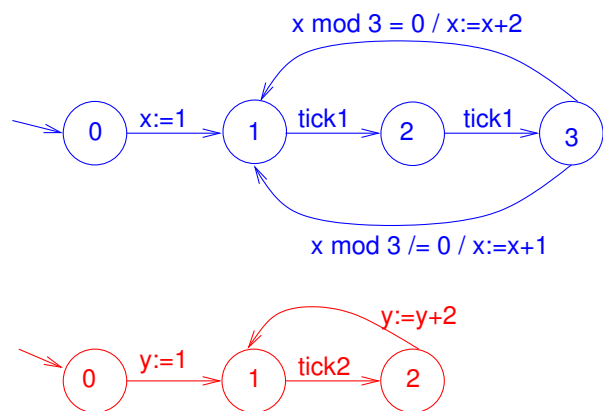 x mod 3 = 0 / x:=x+2
0 x:=1 1 tick1 2 tick1 3
x mod 3 /= 0 / x:=x+1
y:=y+2
0 y:=1 1 tick2 2